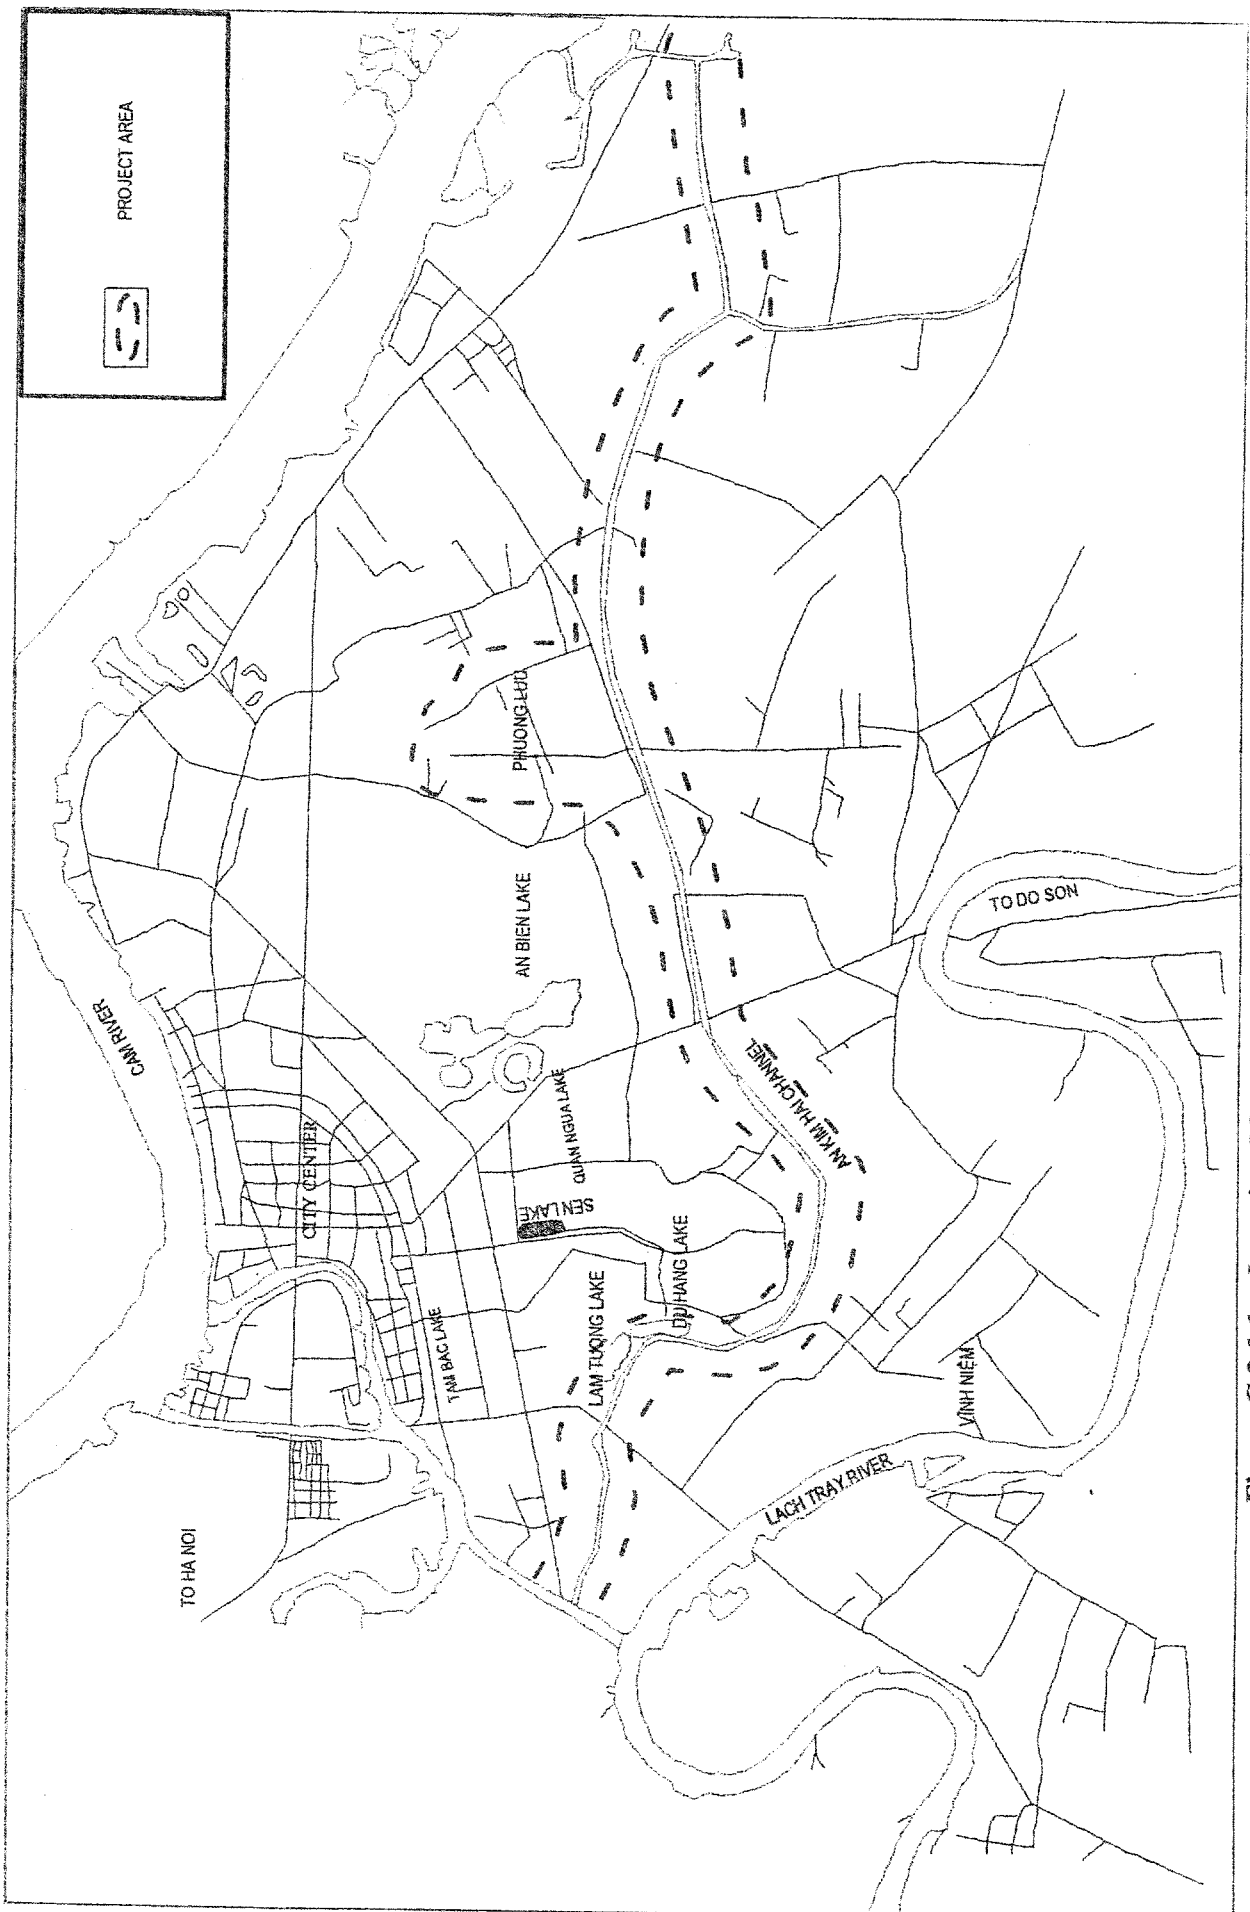 PROJECT AREA
TO HA NOI
CAM RIVER
CITY CENTER
TAM BAC LAKE
AN BIEN LAKE
PHUONG LUU
QUAN NGUA LAKE
SEN LAKE
LAM TUONG LAKE
DU HANG LAKE
AN KIM HAI CHANNEL
LACH TRAY RIVER
VĨNH NIỆM
TO DO SON